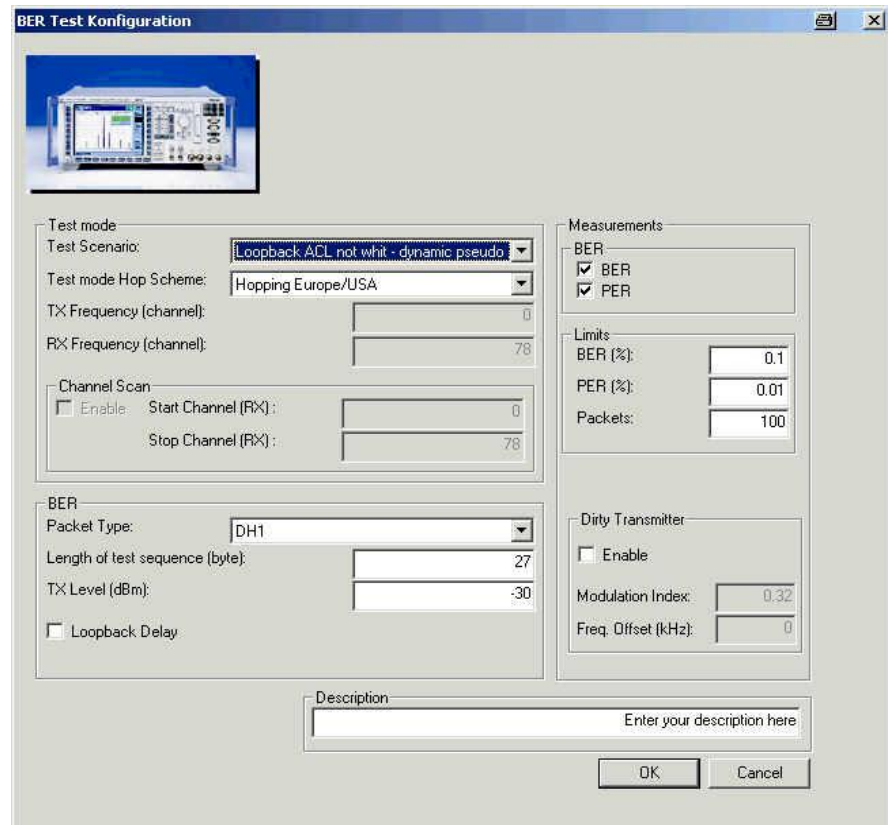 BER Test Konfiguration
Test mode
Test Scenario: Loopback ACL not whit - dynamic pseudo
Test mode Hop Scheme: Hopping Europe/USA
TX Frequency (channel): 0
RX Frequency (channel): 78
Channel Scan
Enable Start Channel (RX) : 0
Stop Channel (RX) : 78
BER
Packet Type: DH1
Length of test sequence (byte): 27
TX Level (dBm): -30
Loopback Delay
Measurements
BER
BER
PER
Limits
BER (%): 0.1
PER (%): 0.01
Packets: 100
Dirty Transmitter
Enable
Modulation Index: 0.32
Freq. Offset (kHz): 0
Description
Enter your description here
OK Cancel